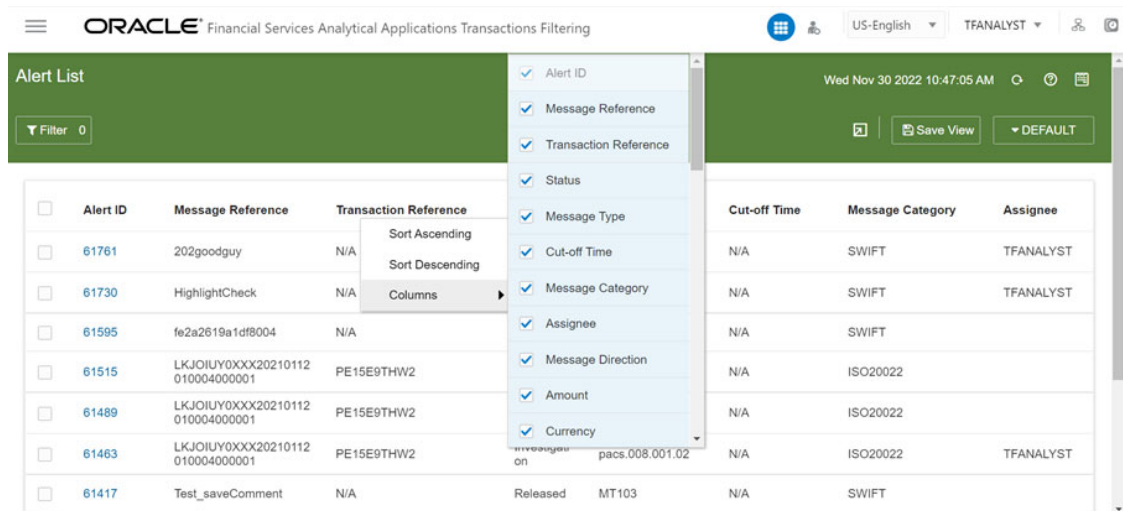 ORACLE® Financial Services Analytical Applications Transactions Filtering
US-English
TFANALYST
Alert List
Wed Nov 30 2022 10:47:05 AM
Filter 0
Save View
DEFAULT
Alert ID
Message Reference
Transaction Reference
Status
Message Type
Cut-off Time
Message Category
Assignee
Message Direction
Amount
Currency
Sort Ascending
Sort Descending
Columns
Alert ID Message Reference Transaction Reference Cut-off Time Message Category Assignee
61761 202goodguy N/A N/A SWIFT TFANALYST
61730 HighlightCheck N/A N/A SWIFT TFANALYST
61595 fe2a2619a1df8004 N/A N/A SWIFT
61515 LKJOIUY0XXX20210112 PE15E9THW2 N/A ISO20022
010004000001
61489 LKJOIUY0XXX20210112 PE15E9THW2 N/A ISO20022
010004000001
61463 LKJOIUY0XXX20210112 PE15E9THW2 pacs.008.001.02 N/A ISO20022 TFANALYST
010004000001 on
61417 Test_saveComment N/A Released MT103 N/A SWIFT